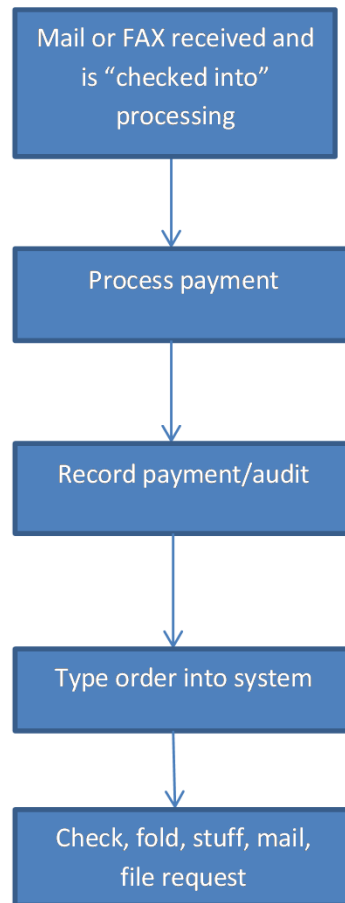 Mail or FAX received and
is “checked into”
processing
Process payment
Record payment/audit
Type order into system
Check, fold, stuff, mail,
file request